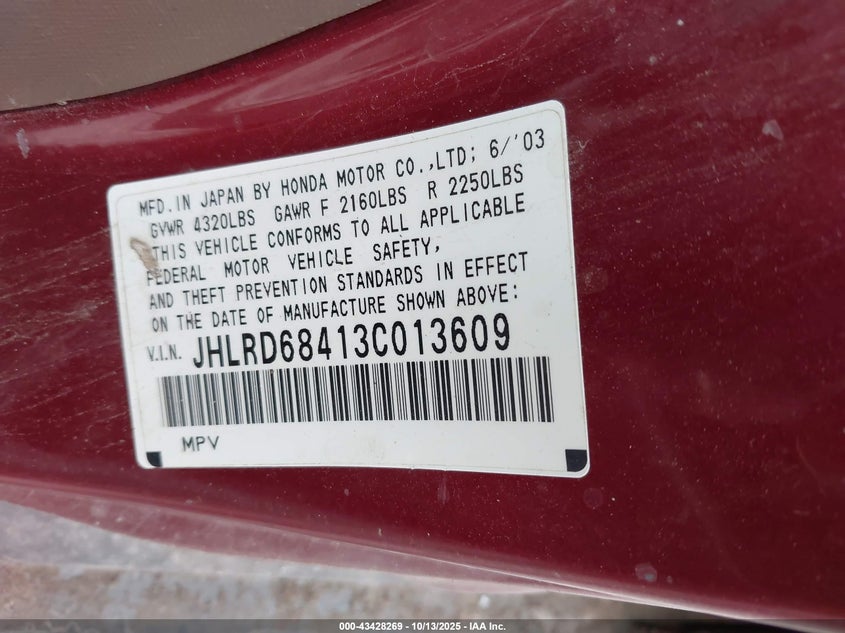 MFD. IN JAPAN BY HONDA MOTOR CO.,LTD; 6/'03
GVWR 4320LBS GAWR F 2160LBS R 2250LBS
THIS VEHICLE CONFORMS TO ALL APPLICABLE
FEDERAL MOTOR VEHICLE SAFETY,
AND THEFT PREVENTION STANDARDS IN EFFECT
ON THE DATE OF MANUFACTURE SHOWN ABOVE:
V.I.N. JHLRD68413C013609
MPV
000-43428269 - 10/13/2025 - IAA Inc.